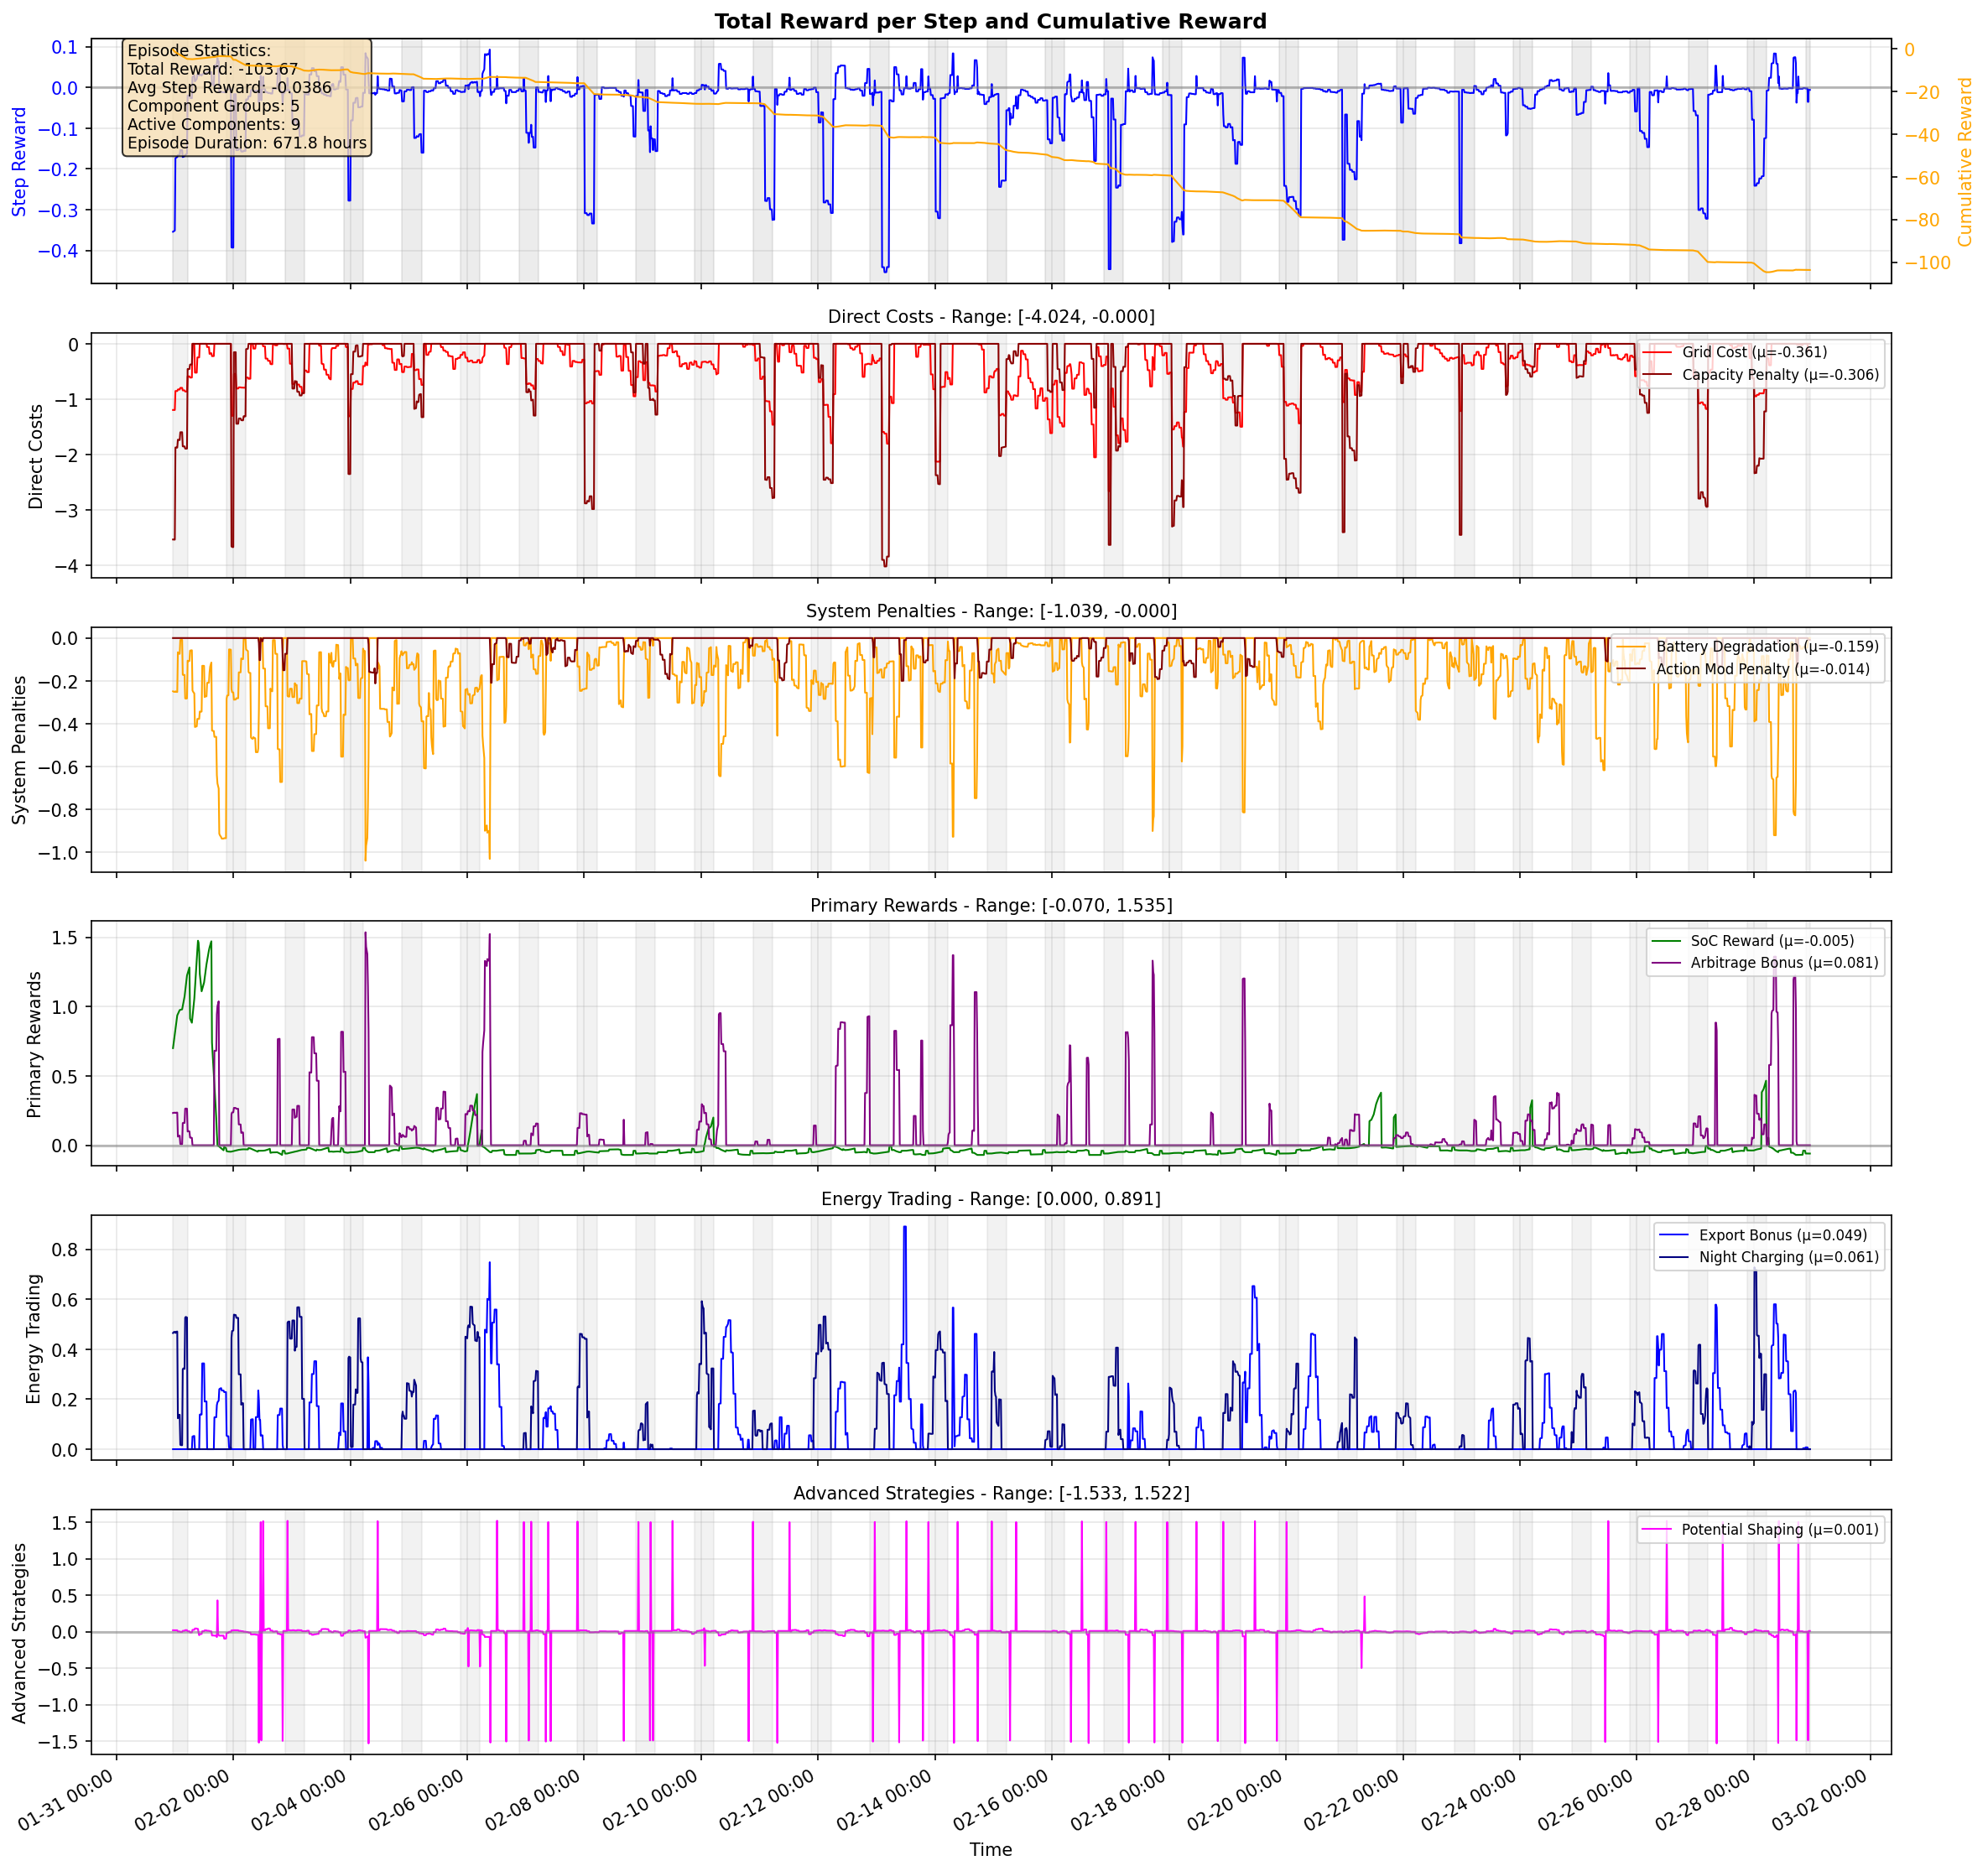 Total Reward per Step and Cumulative Reward
Step Reward
0.1
0.0
−0.1
−0.2
−0.3
−0.4
Episode Statistics:
Total Reward: -103.67
Avg Step Reward: -0.0386
Component Groups: 5
Active Components: 9
Episode Duration: 671.8 hours
0
−20
−40
−60
−80
−100
Cumulative Reward
Direct Costs - Range: [-4.024, -0.000]
Direct Costs
0
−1
−2
−3
−4
Grid Cost (μ=-0.361)
Capacity Penalty (μ=-0.306)
System Penalties - Range: [-1.039, -0.000]
System Penalties
0.0
−0.2
−0.4
−0.6
−0.8
−1.0
Battery Degradation (μ=-0.159)
Action Mod Penalty (μ=-0.014)
Primary Rewards - Range: [-0.070, 1.535]
Primary Rewards
1.5
1.0
0.5
0.0
SoC Reward (μ=-0.005)
Arbitrage Bonus (μ=0.081)
Energy Trading - Range: [0.000, 0.891]
Energy Trading
0.8
0.6
0.4
0.2
0.0
Export Bonus (μ=0.049)
Night Charging (μ=0.061)
Advanced Strategies - Range: [-1.533, 1.522]
Advanced Strategies
1.5
1.0
0.5
0.0
−0.5
−1.0
−1.5
Potential Shaping (μ=0.001)
01-31 00:00
02-02 00:00
02-04 00:00
02-06 00:00
02-08 00:00
02-10 00:00
02-12 00:00
02-14 00:00
02-16 00:00
02-18 00:00
02-20 00:00
02-22 00:00
02-24 00:00
02-26 00:00
02-28 00:00
03-02 00:00
Time